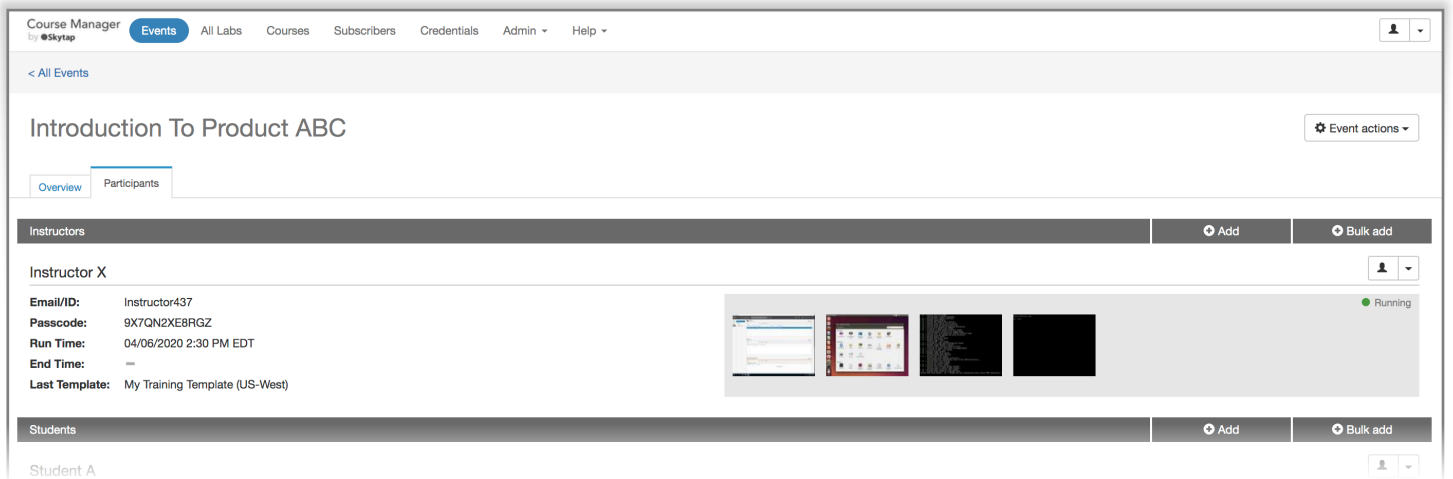 Course Manager
by Skytap
Events All Labs Courses Subscribers Credentials Admin Help
< All Events
Introduction To Product ABC
Event actions
Overview Participants
Instructors Add Bulk add
Instructor X
Email/ID: Instructor437
Running
Passcode: 9X7QN2XE8RGZ
Run Time: 04/06/2020 2:30 PM EDT
End Time: –
Last Template: My Training Template (US-West)
Students Add Bulk add
Student A